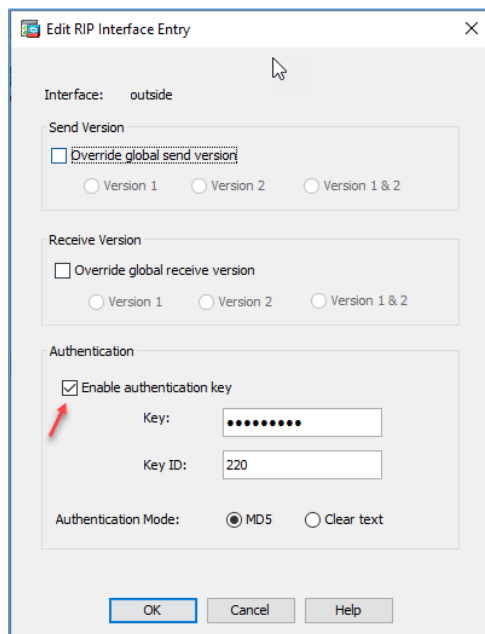 Edit RIP Interface Entry
Interface: outside
Send Version
Override global send version
Version 1 Version 2 Version 1 & 2
Receive Version
Override global receive version
Version 1 Version 2 Version 1 & 2
Authentication
Enable authentication key
Key: •••••••••
Key ID: 220
Authentication Mode: MD5 Clear text
OK Cancel Help